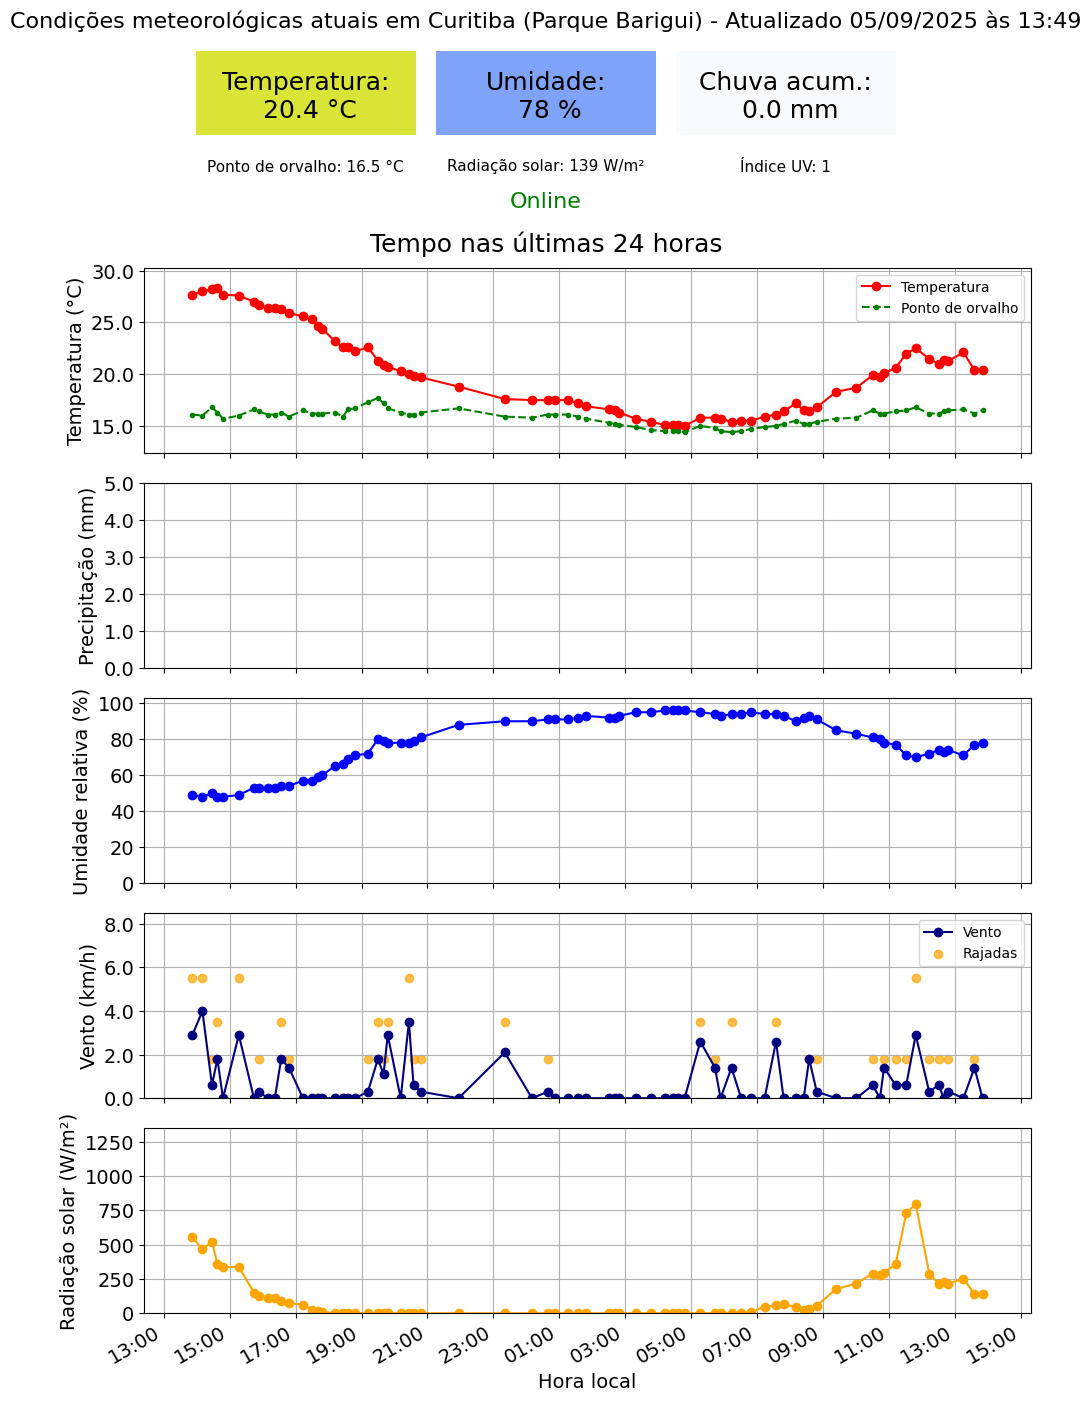 Condições meteorológicas atuais em Curitiba (Parque Barigui) - Atualizado 05/09/2025 às 13:49
Temperatura:
20.4 °C
Umidade:
78 %
Chuva acum.:
0.0 mm
Ponto de orvalho: 16.5 °C
Radiação solar: 139 W/m²
Índice UV: 1
Online
Tempo nas últimas 24 horas
Temperatura (°C)
30.0
25.0
20.0
15.0
Temperatura
Ponto de orvalho
Precipitação (mm)
5.0
4.0
3.0
2.0
1.0
0.0
Umidade relativa (%)
100
80
60
40
20
0
Vento (km/h)
8.0
6.0
4.0
2.0
0.0
Vento
Rajadas
Radiação solar (W/m²)
1250
1000
750
500
250
0
13:00
15:00
17:00
19:00
21:00
23:00
01:00
03:00
05:00
07:00
09:00
11:00
13:00
15:00
Hora local